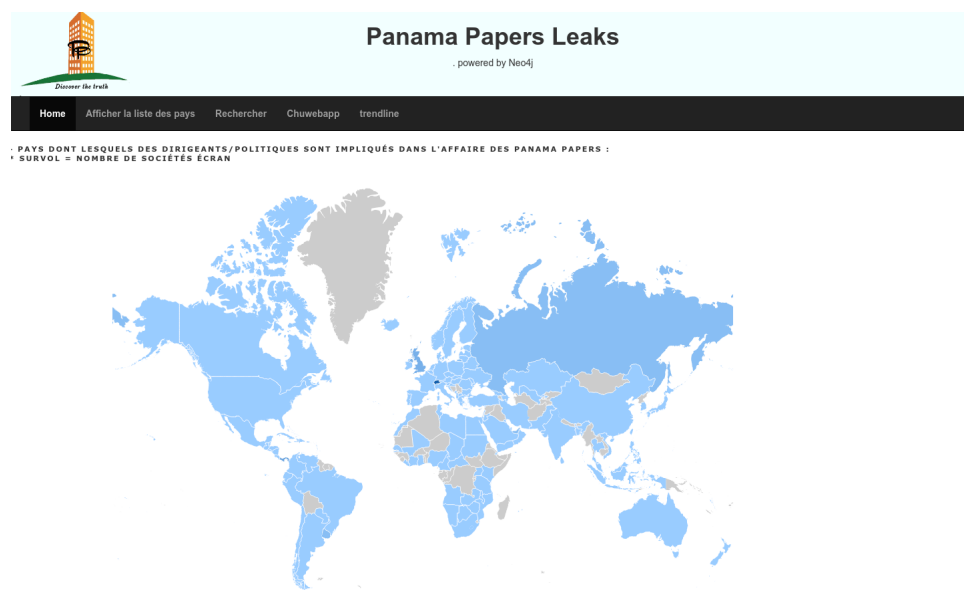 Panama Papers Leaks
. powered by Neo4j
PP
Discover the truth
Home Afficher la liste des pays Rechercher Chuwebapp trendline
PAYS DONT LESQUELS DES DIRIGEANTS/POLITIQUES SONT IMPLIQUÉS DANS L'AFFAIRE DES PANAMA PAPERS :
* SURVOL = NOMBRE DE SOCIÉTÉS ÉCRAN